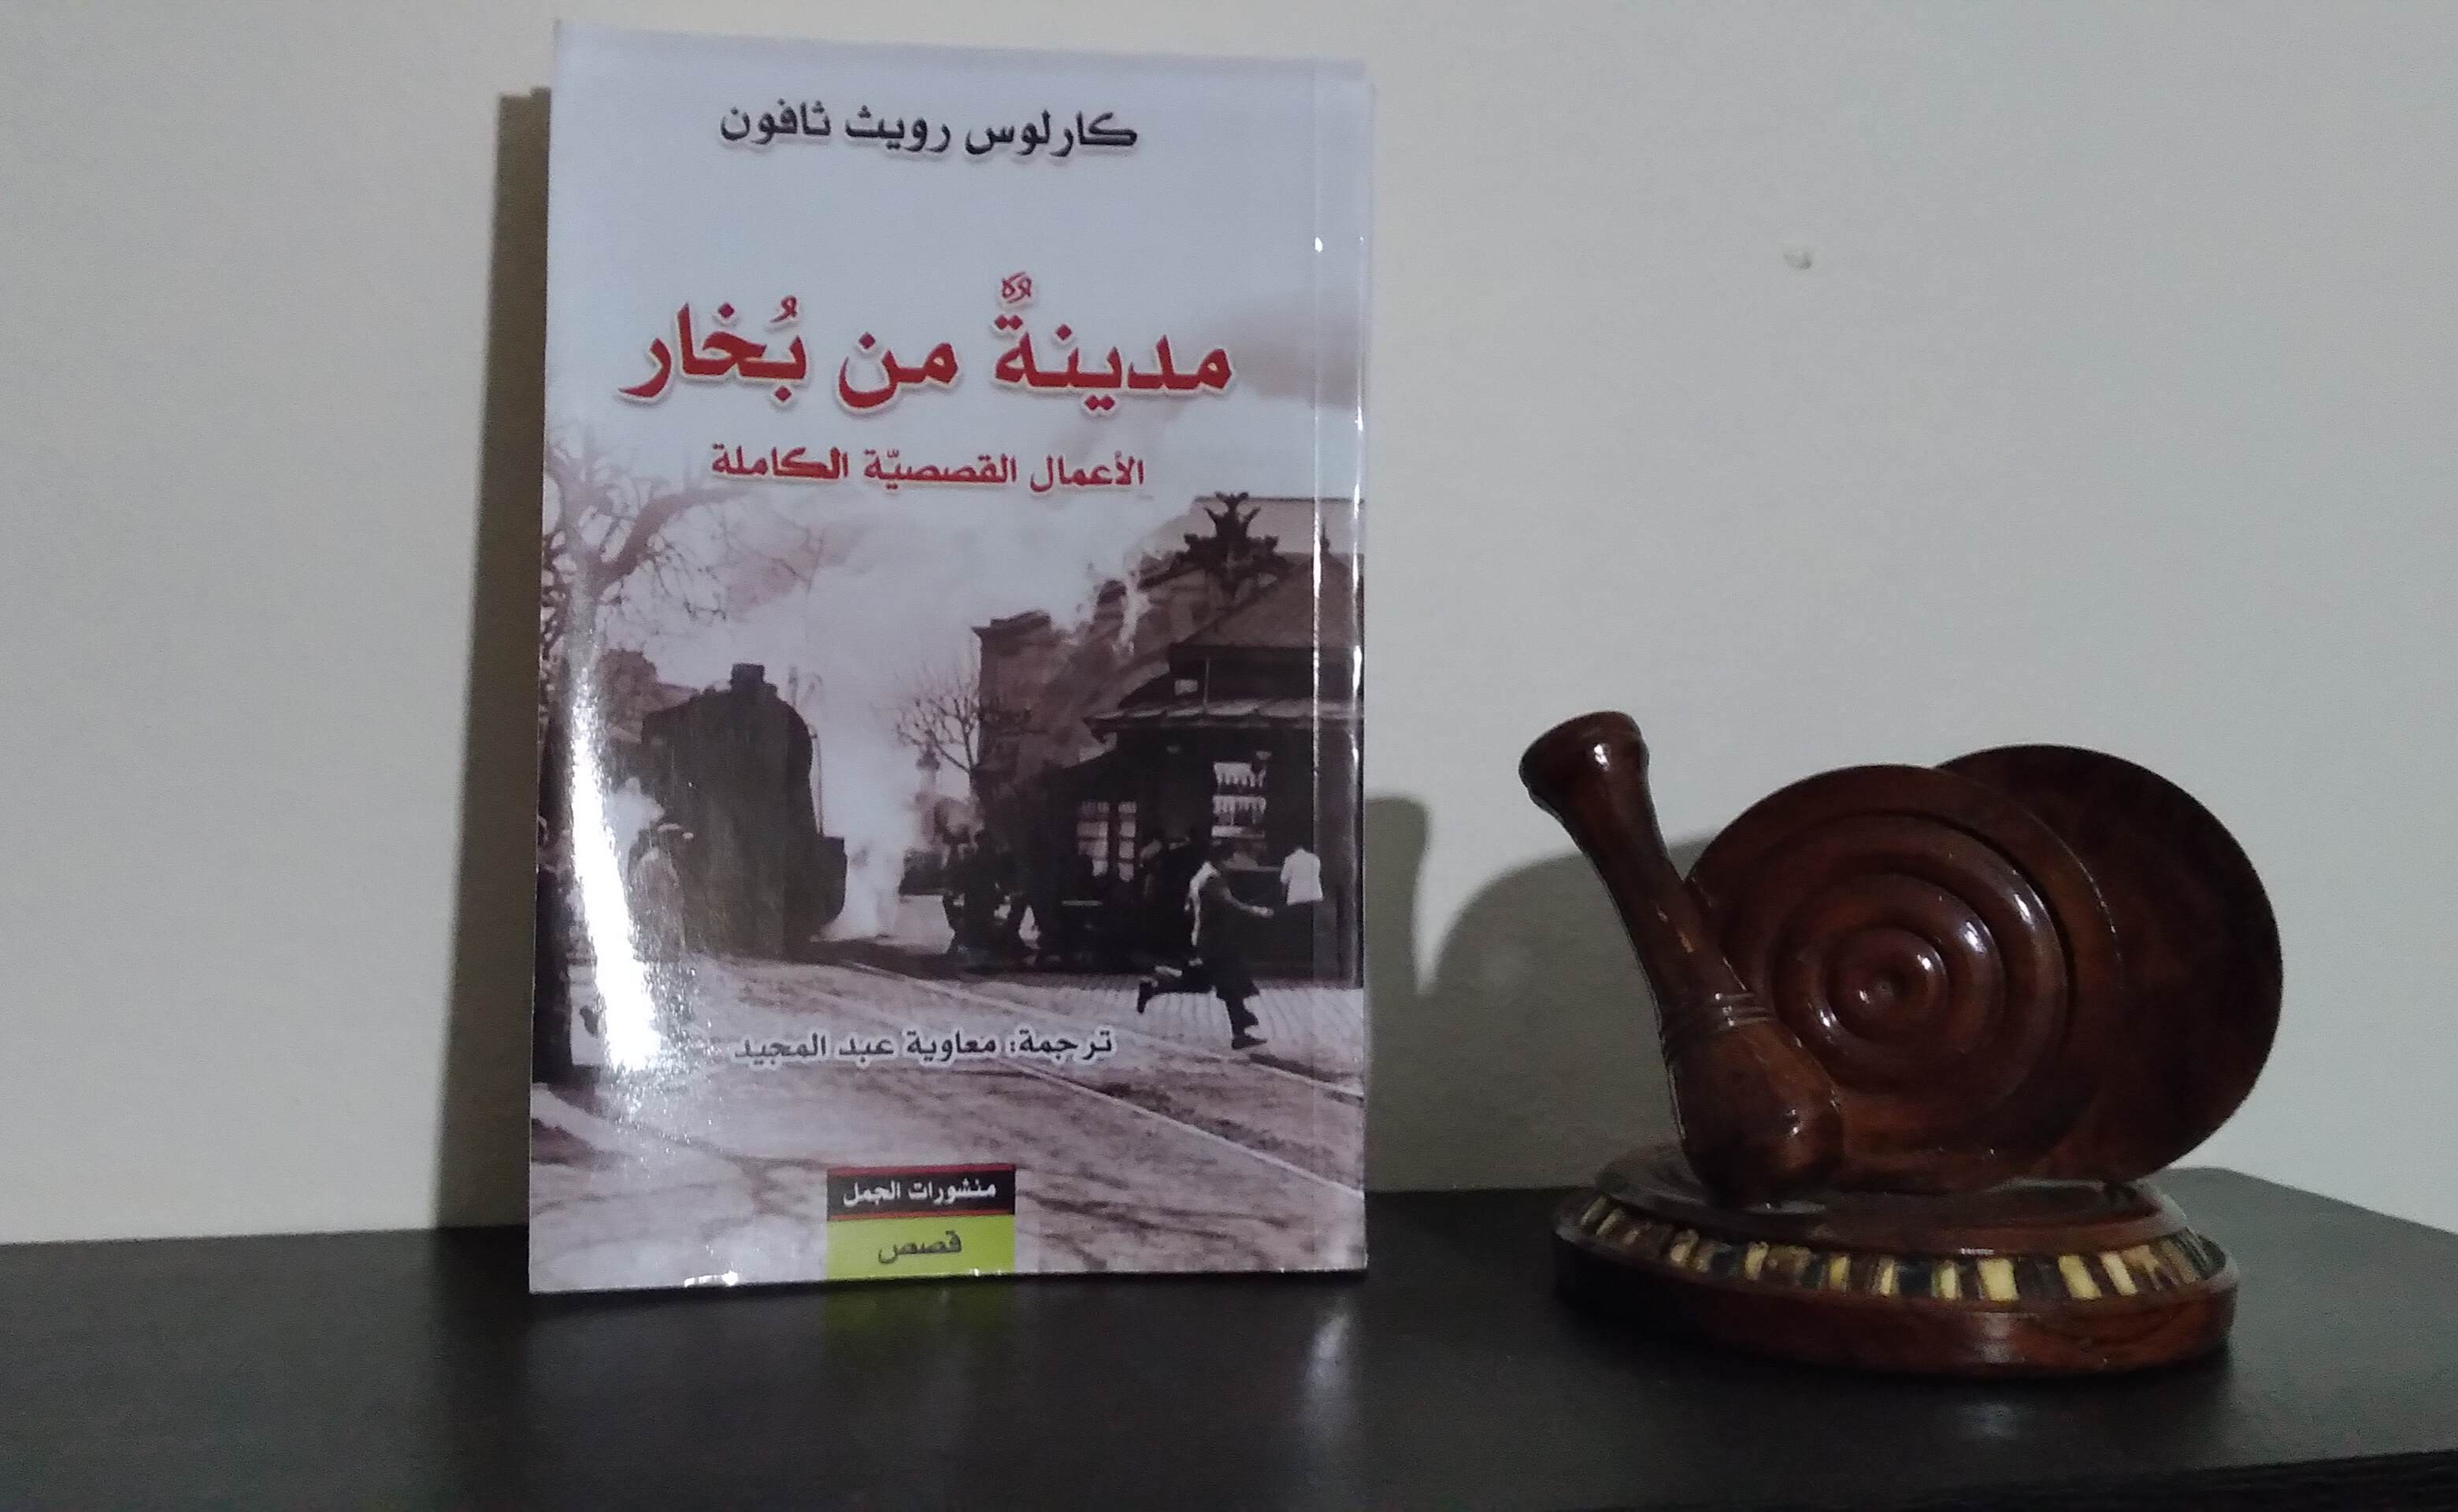 كارلوس رويث ثافون
مدينةٌ من بُخار
الأعمال القصصيّة الكاملة
ترجمة: معاوية عبد المجيد
منشورات الجمل
قصص